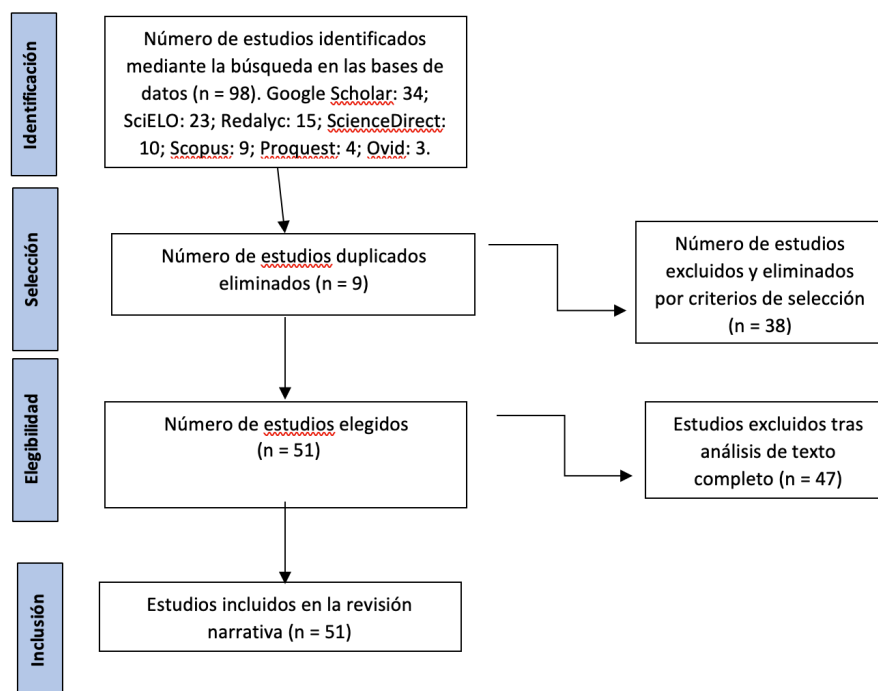 Identificación
Número de estudios identificados
mediante la búsqueda en las bases de
datos (n = 98). Google Scholar: 34;
SciELO: 23; Redalyc: 15; ScienceDirect:
10; Scopus: 9; Proquest: 4; Ovid: 3.
Selección
Número de estudios duplicados
eliminados (n = 9)
Número de estudios
excluidos y eliminados
por criterios de selección
(n = 38)
Elegibilidad
Número de estudios elegidos
(n = 51)
Estudios excluidos tras
análisis de texto
completo (n = 47)
Inclusión
Estudios incluidos en la revisión
narrativa (n = 51)